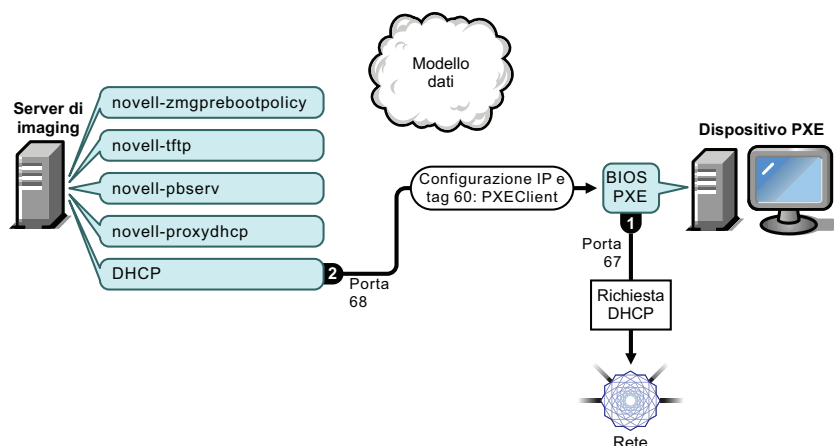 Modello
dati
Server di
imaging
novell-zmgprebootpolicy
novell-tftp
novell-pbserv
novell-proxydhcp
DHCP
2
Porta
68
Configurazione IP e
tag 60: PXEClient
Dispositivo PXE
BIOS
PXE
1
Porta
67
Richiesta
DHCP
Rete